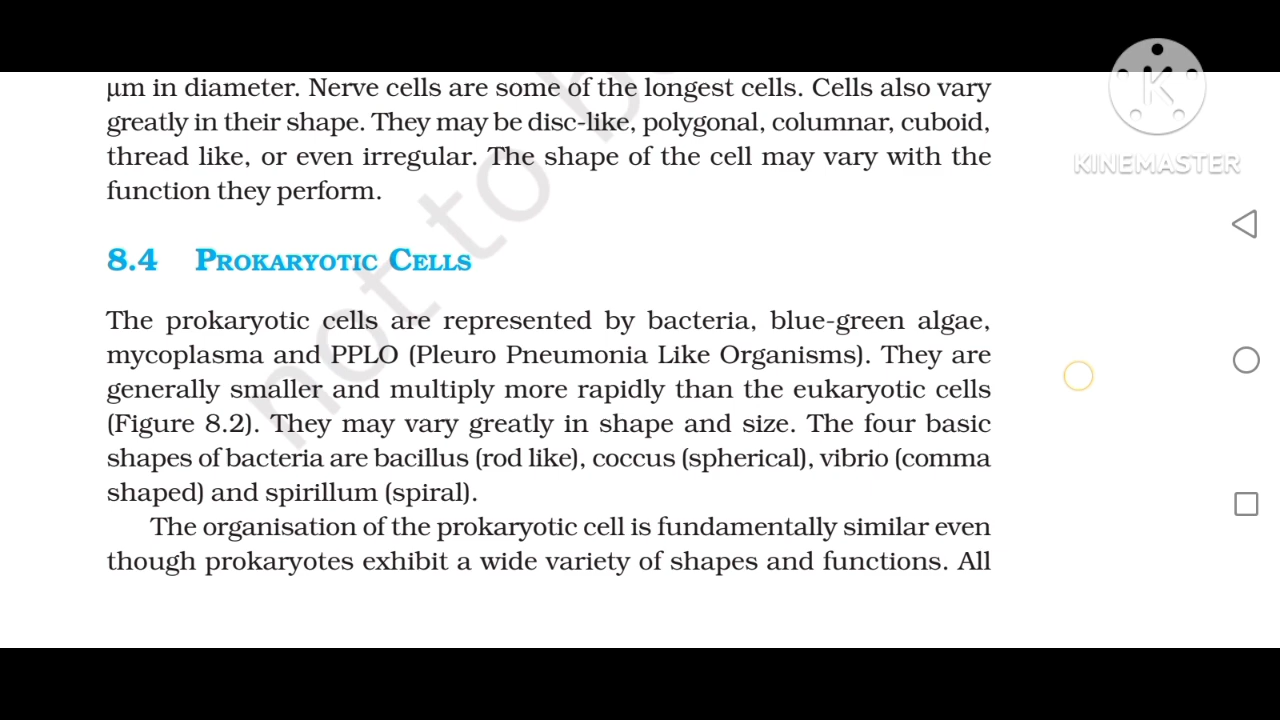 μm in diameter. Nerve cells are some of the longest cells. Cells also vary
greatly in their shape. They may be disc-like, polygonal, columnar, cuboid,
thread like, or even irregular. The shape of the cell may vary with the
function they perform.
8.4 PROKARYOTIC CELLS
The prokaryotic cells are represented by bacteria, blue-green algae,
mycoplasma and PPLO (Pleuro Pneumonia Like Organisms). They are
generally smaller and multiply more rapidly than the eukaryotic cells
(Figure 8.2). They may vary greatly in shape and size. The four basic
shapes of bacteria are bacillus (rod like), coccus (spherical), vibrio (comma
shaped) and spirillum (spiral).
The organisation of the prokaryotic cell is fundamentally similar even
though prokaryotes exhibit a wide variety of shapes and functions. All
not to b
K
KINEMASTER